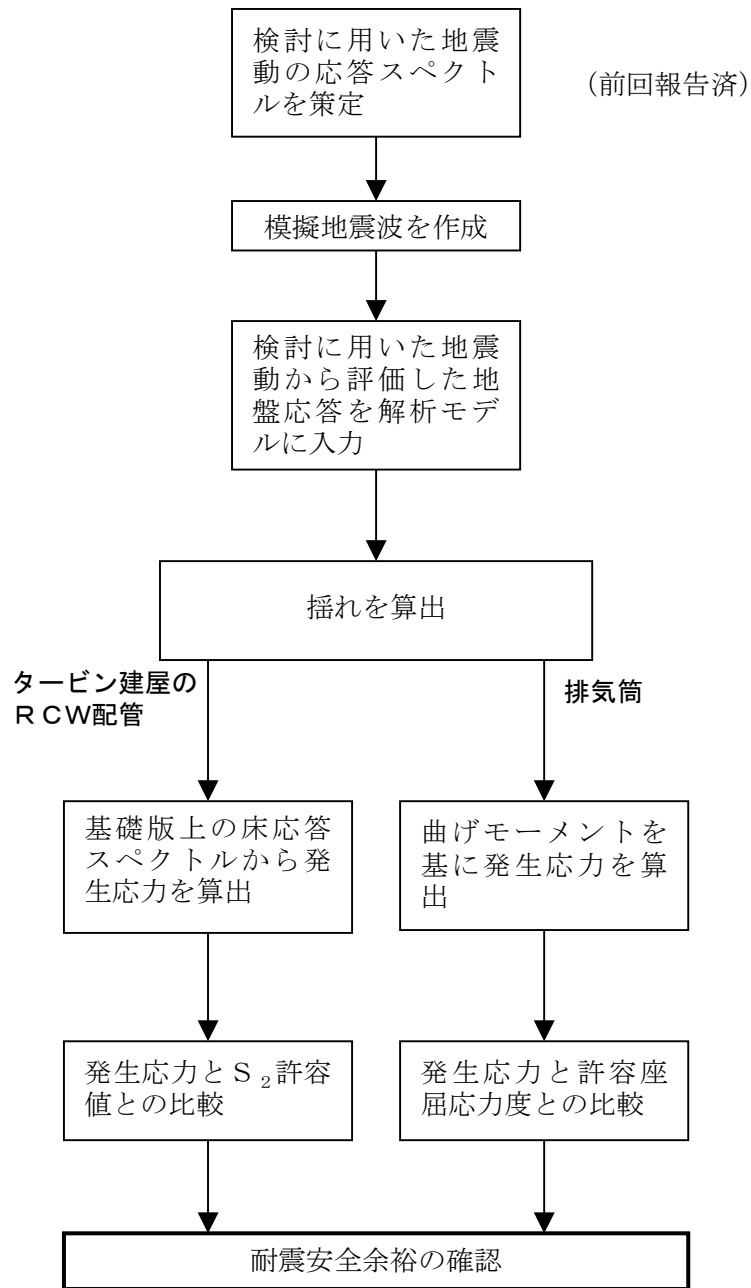 検討に用いた地震
動の応答スペクト
ルを策定
（前回報告済）
模擬地震波を作成
検討に用いた地震
動から評価した地
盤応答を解析モデ
ルに入力
揺れを算出
タービン建屋の
ＲＣＷ配管
排気筒
基礎版上の床応答
スペクトルから発
生応力を算出
曲げモーメントを
基に発生応力を算
出
発生応力とＳ₂許容
値との比較
発生応力と許容座
屈応力度との比較
耐震安全余裕の確認